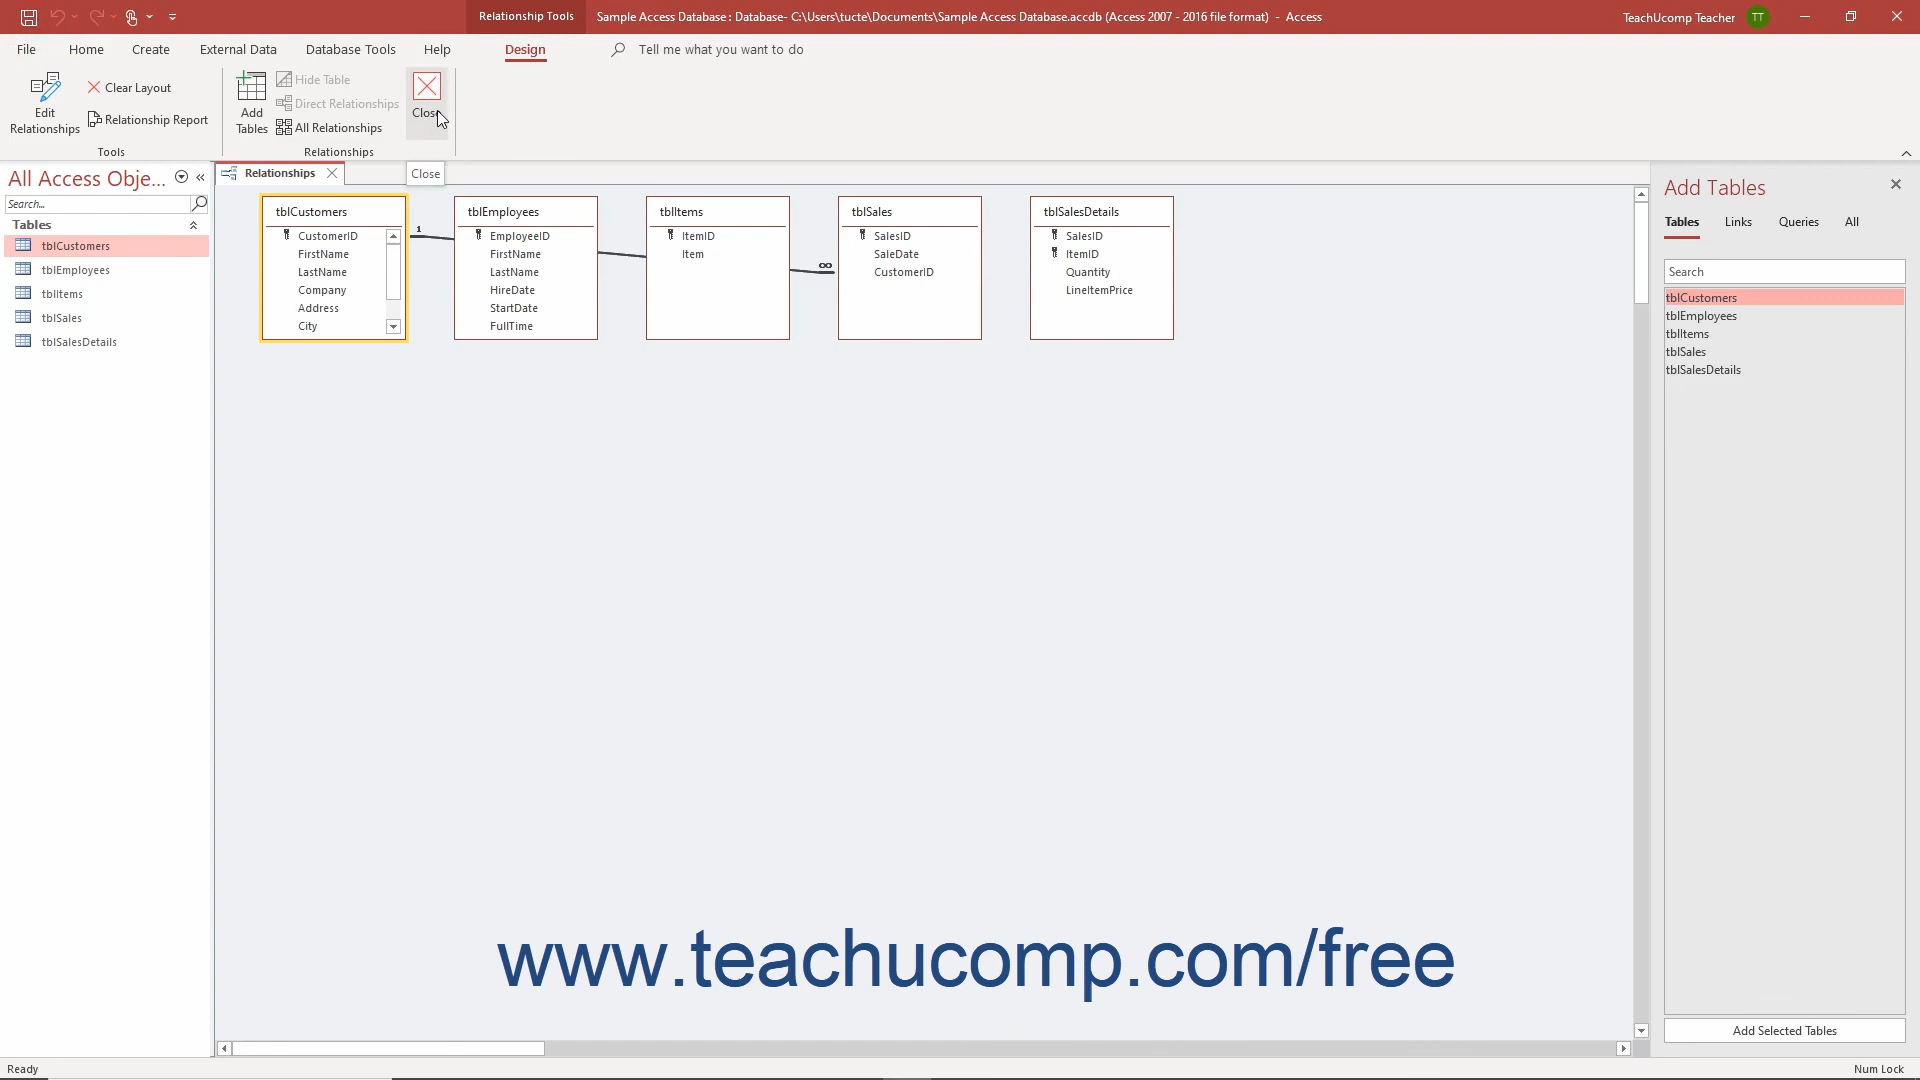 Relationship Tools
Sample Access Database : Database- C:\Users\tucte\Documents\Sample Access Database.accdb (Access 2007 - 2016 file format) - Access
TeachUcomp Teacher
TT
File
Home
Create
External Data
Database Tools
Help
Design
Tell me what you want to do
Edit
Relationships
Clear Layout
Relationship Report
Tools
Add
Tables
Hide Table
Direct Relationships
All Relationships
Close
Relationships
All Access Obje...
Search...
Tables
tblCustomers
tblEmployees
tblItems
tblSales
tblSalesDetails
Relationships
Close
tblCustomers
CustomerID
FirstName
LastName
Company
Address
City
1
tblEmployees
EmployeeID
FirstName
LastName
HireDate
StartDate
FullTime
tblItems
ItemID
Item
∞
tblSales
SalesID
SaleDate
CustomerID
tblSalesDetails
SalesID
ItemID
Quantity
LineItemPrice
www.teachucomp.com/free
Add Tables
Tables
Links
Queries
All
Search
tblCustomers
tblEmployees
tblItems
tblSales
tblSalesDetails
Add Selected Tables
Ready
Num Lock